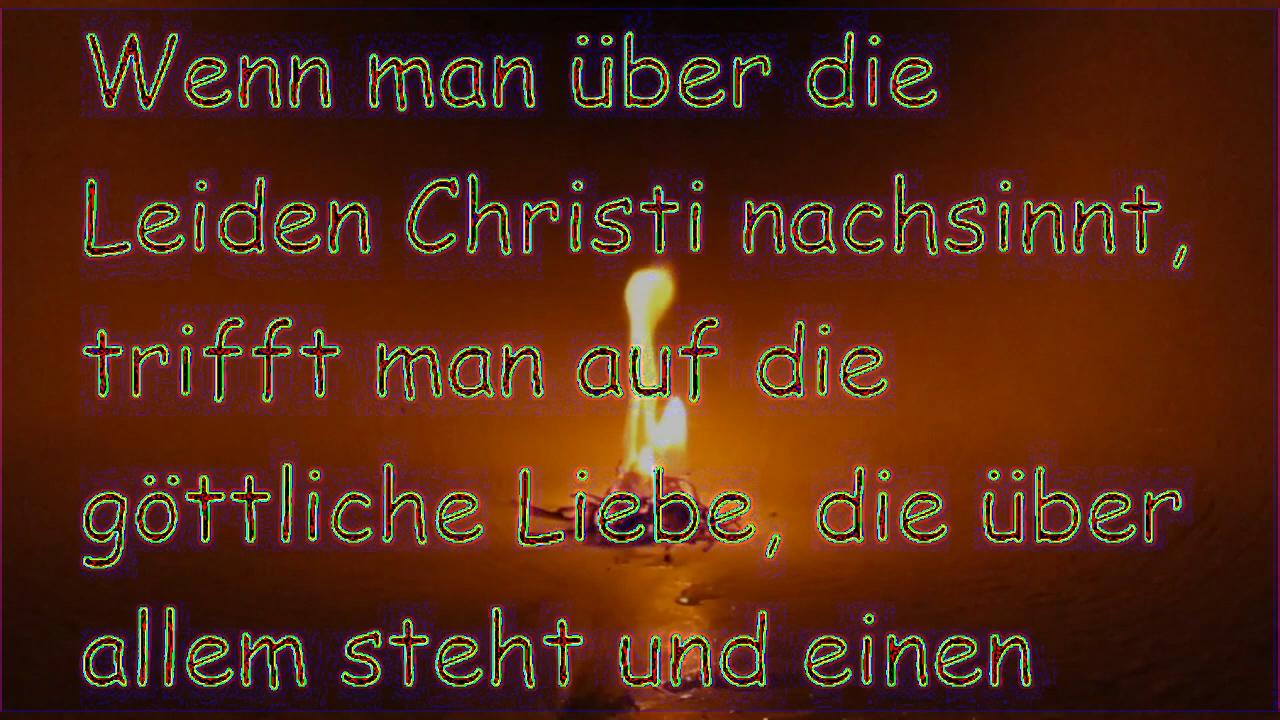 Wenn man über die
Leiden Christi nachsinnt,
trifft man auf die
göttliche Liebe, die über
allem steht und einen